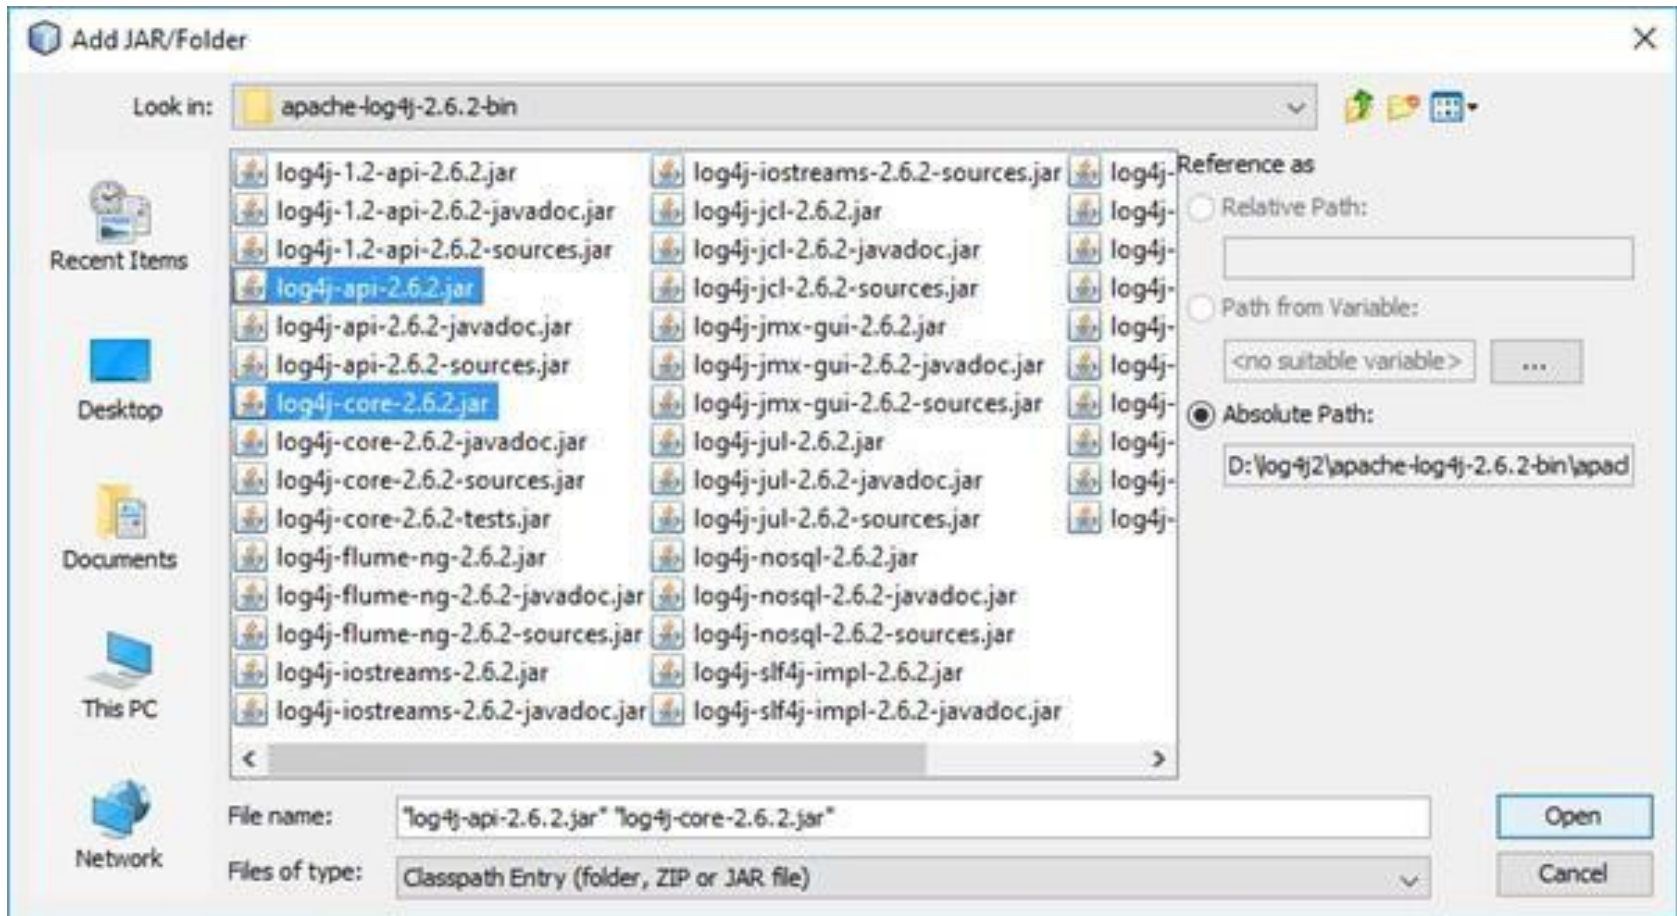 Add JAR/Folder
Look in: apache-log4j-2.6.2-bin
Recent Items
Desktop
Documents
This PC
Network
log4j-1.2-api-2.6.2.jar
log4j-1.2-api-2.6.2-javadoc.jar
log4j-1.2-api-2.6.2-sources.jar
log4j-api-2.6.2.jar
log4j-api-2.6.2-javadoc.jar
log4j-api-2.6.2-sources.jar
log4j-core-2.6.2.jar
log4j-core-2.6.2-javadoc.jar
log4j-core-2.6.2-sources.jar
log4j-core-2.6.2-tests.jar
log4j-flume-ng-2.6.2.jar
log4j-flume-ng-2.6.2-javadoc.jar
log4j-flume-ng-2.6.2-sources.jar
log4j-iostreams-2.6.2.jar
log4j-iostreams-2.6.2-javadoc.jar
log4j-iostreams-2.6.2-sources.jar
log4j-jcl-2.6.2.jar
log4j-jcl-2.6.2-javadoc.jar
log4j-jcl-2.6.2-sources.jar
log4j-jmx-gui-2.6.2.jar
log4j-jmx-gui-2.6.2-javadoc.jar
log4j-jmx-gui-2.6.2-sources.jar
log4j-jul-2.6.2.jar
log4j-jul-2.6.2-javadoc.jar
log4j-jul-2.6.2-sources.jar
log4j-nosql-2.6.2.jar
log4j-nosql-2.6.2-javadoc.jar
log4j-nosql-2.6.2-sources.jar
log4j-slf4j-impl-2.6.2.jar
log4j-slf4j-impl-2.6.2-javadoc.jar
log4j-
log4j-
log4j-
log4j-
log4j-
log4j-
log4j-
log4j-
log4j-
log4j-
Reference as
Relative Path:
Path from Variable:
<no suitable variable> ...
Absolute Path:
D:\log4j2\apache-log4j-2.6.2-bin\apad
File name: "log4j-api-2.6.2.jar" "log4j-core-2.6.2.jar"
Open
Files of type: Classpath Entry (folder, ZIP or JAR file)
Cancel